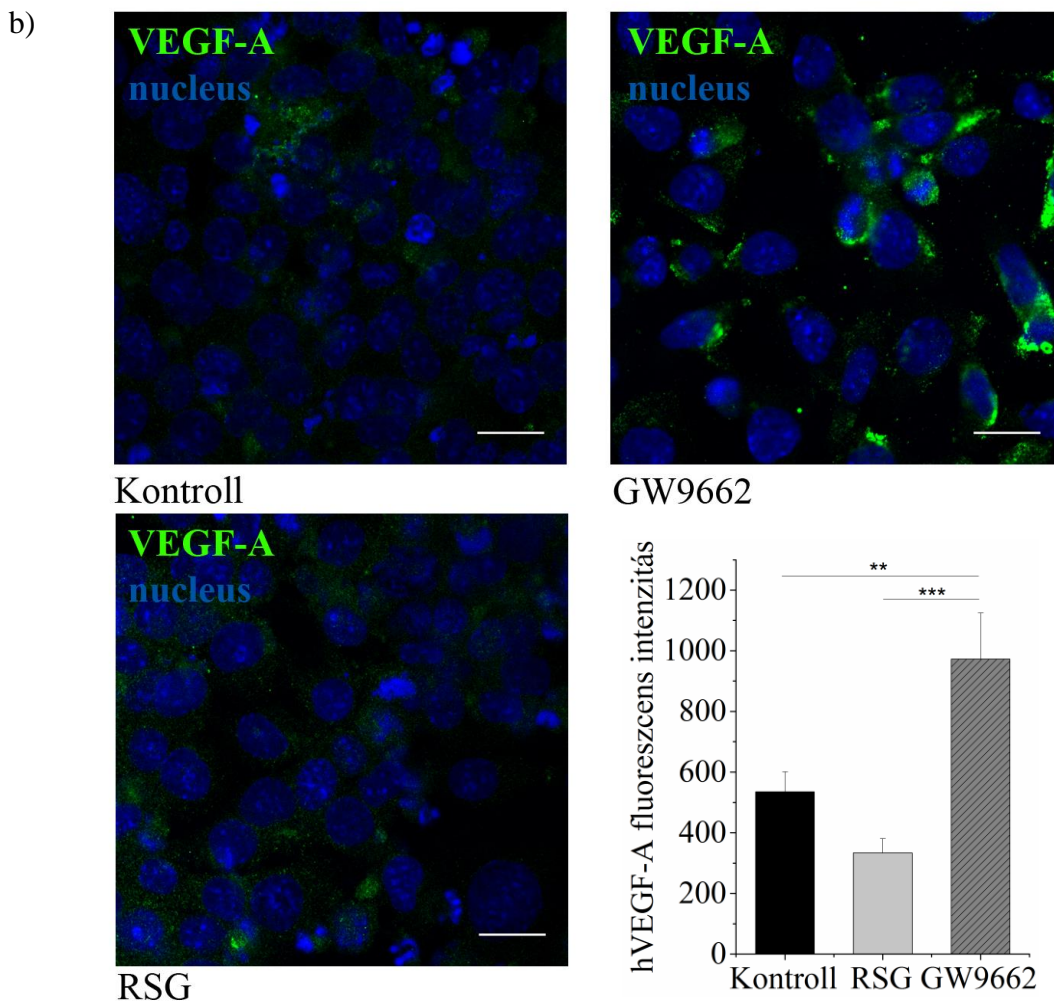 b)
VEGF-A
nucleus
Kontroll
VEGF-A
nucleus
GW9662
VEGF-A
nucleus
RSG
hVEGF-A fluoreszcens intenzitás
1200
1000
800
600
400
200
0
**
***
Kontroll RSG GW9662